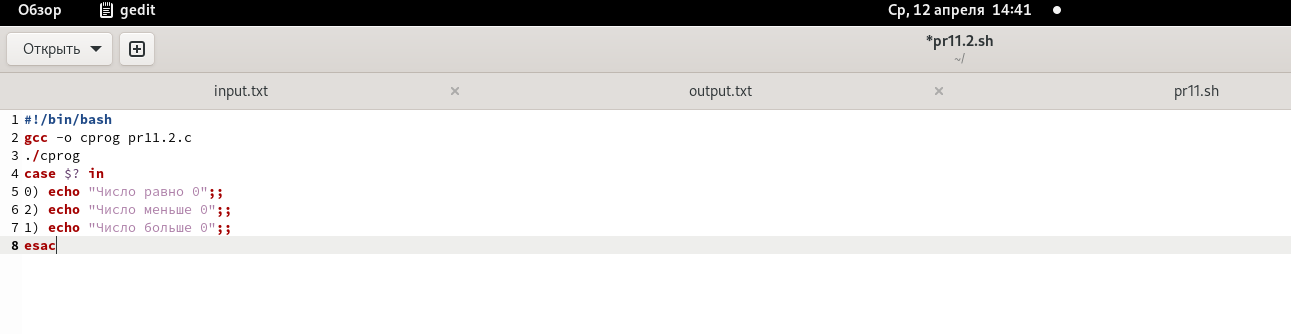 Обзор gedit Ср, 12 апреля 14:41
Открыть *pr11.2.sh
~/
input.txt × output.txt × pr11.sh
1 #!/bin/bash
2 gcc -o cprog pr11.2.c
3 ./cprog
4 case $? in
5 0) echo "Число равно 0";;
6 2) echo "Число меньше 0";;
7 1) echo "Число больше 0";;
8 esac